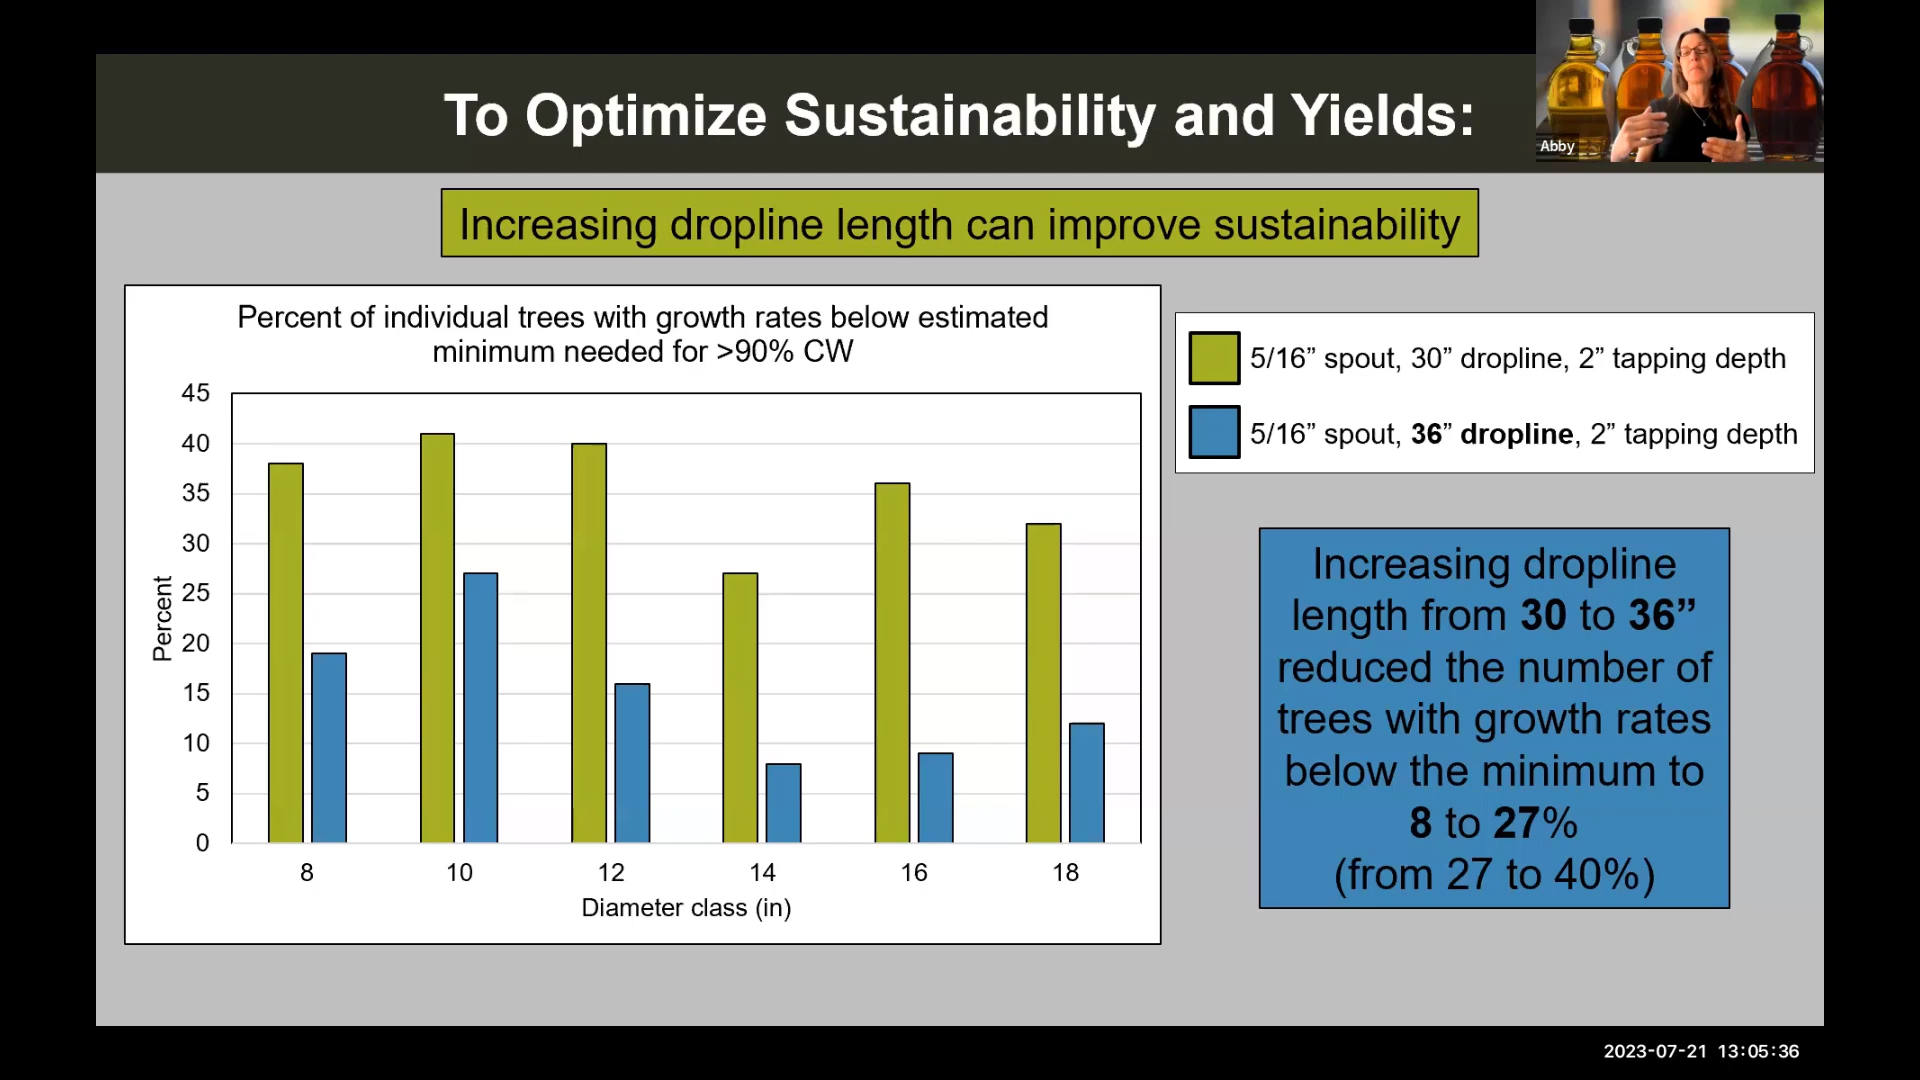 To Optimize Sustainability and Yields:
Abby
Increasing dropline length can improve sustainability
Percent of individual trees with growth rates below estimated
minimum needed for >90% CW
45
40
35
30
25
20
15
10
5
0
Percent
8 10 12 14 16 18
Diameter class (in)
5/16” spout, 30” dropline, 2” tapping depth
5/16” spout, 36” dropline, 2” tapping depth
Increasing dropline
length from 30 to 36”
reduced the number of
trees with growth rates
below the minimum to
8 to 27%
(from 27 to 40%)
2023-07-21 13:05:36